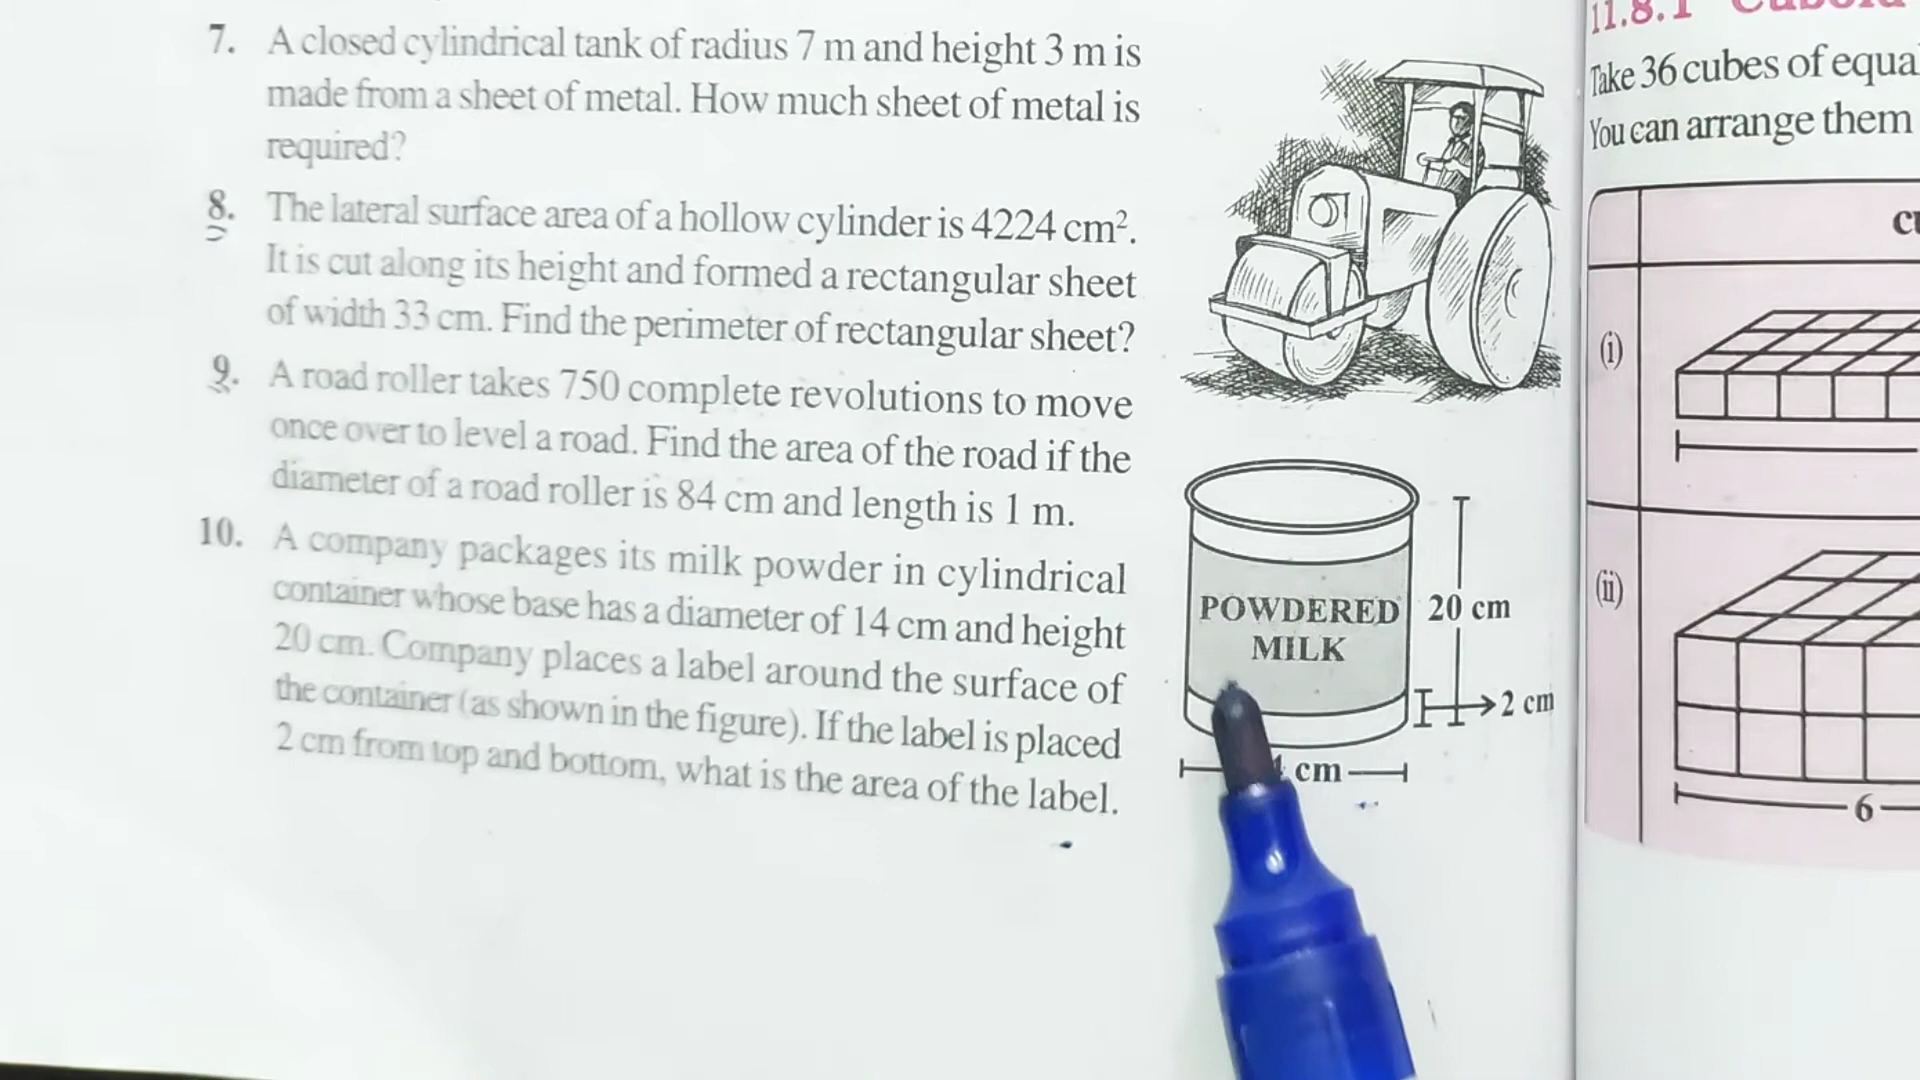 7. A closed cylindrical tank of radius 7 m and height 3 m is
made from a sheet of metal. How much sheet of metal is
required?
8. The lateral surface area of a hollow cylinder is 4224 cm².
It is cut along its height and formed a rectangular sheet
of width 33 cm. Find the perimeter of rectangular sheet?
9. A road roller takes 750 complete revolutions to move
once over to level a road. Find the area of the road if the
diameter of a road roller is 84 cm and length is 1 m.
10. A company packages its milk powder in cylindrical
container whose base has a diameter of 14 cm and height
20 cm. Company places a label around the surface of
the container (as shown in the figure). If the label is placed
2 cm from top and bottom, what is the area of the label.
POWDERED
MILK
20 cm
2 cm
cm
11.8.1
Take 36 cubes of equa
You can arrange them
(i)
(ii)
6